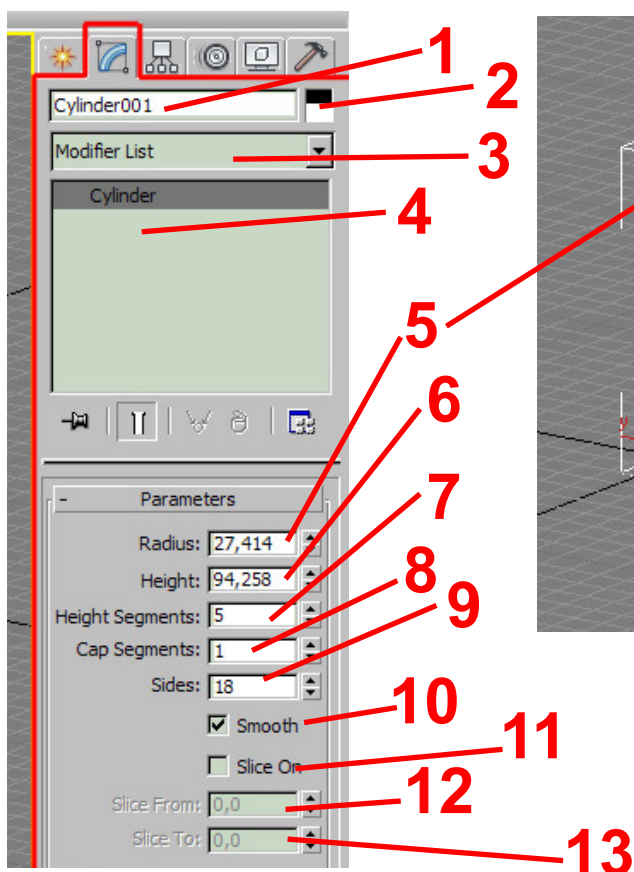 1
Cylinder001
2
Modifier List
3
Cylinder
4
5
6
- Parameters
7
Radius: 27,414
Height: 94,258
8
Height Segments: 5
9
Cap Segments: 1
Sides: 18
10
Smooth
11
Slice On
12
Slice From: 0,0
Slice To: 0,0
13
y